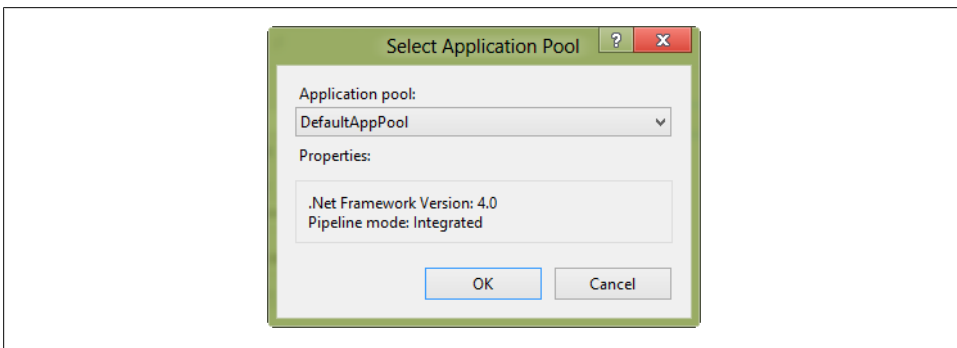 Select Application Pool
?
x
Application pool:
DefaultAppPool
Properties:
.Net Framework Version: 4.0
Pipeline mode: Integrated
OK
Cancel